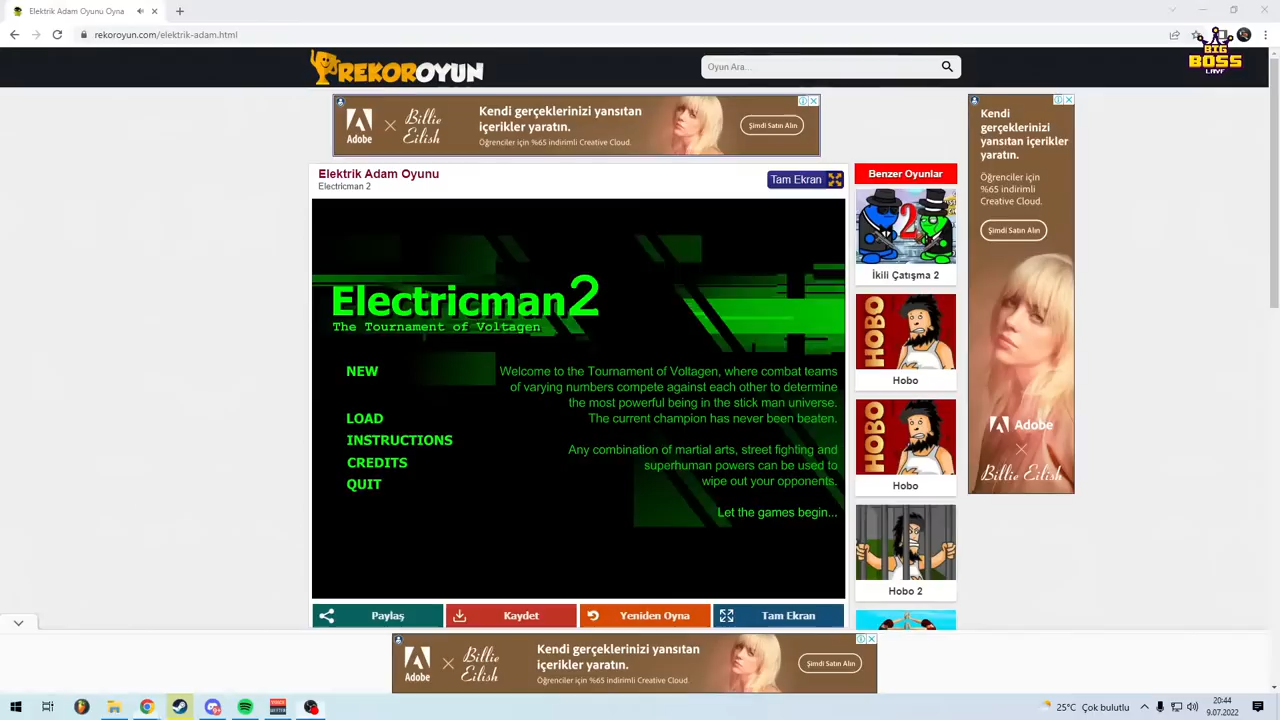 Elektrik Adam Oyunu Oyna
rekoroyun.com/elektrik-adam.html
BIG
BOSS
LIVE
REKOROYUN
Oyun Ara...
Adobe
Billie
Eilish
Kendi gerçeklerinizi yansıtan
içerikler yaratın.
Öğrenciler için %65 indirimli Creative Cloud.
Şimdi Satın Alın
Elektrik Adam Oyunu
Electricman 2
Tam Ekran
Electricman2
The Tournament of Voltagen
NEW
LOAD
INSTRUCTIONS
CREDITS
QUIT
Welcome to the Tournament of Voltagen, where combat teams
of varying numbers compete against each other to determine
the most powerful being in the stick man universe.
The current champion has never been beaten.
Any combination of martial arts, street fighting and
superhuman powers can be used to
wipe out your opponents.
Let the games begin...
Paylaş
Kaydet
Yeniden Oyna
Tam Ekran
Benzer Oyunlar
2
İkili Çatışma 2
HOBO
Hobo
HOBO
Hobo
Hobo 2
Kendi
gerçeklerinizi
yansıtan içerikler
yaratın.
Öğrenciler için
%65 indirimli
Creative Cloud.
Şimdi Satın Alın
Adobe
Billie Eilish
Adobe
Billie
Eilish
Kendi gerçeklerinizi yansıtan
içerikler yaratın.
Öğrenciler için %65 indirimli Creative Cloud.
Şimdi Satın Alın
25°C Çok bulutlu
20:44
9.07.2022